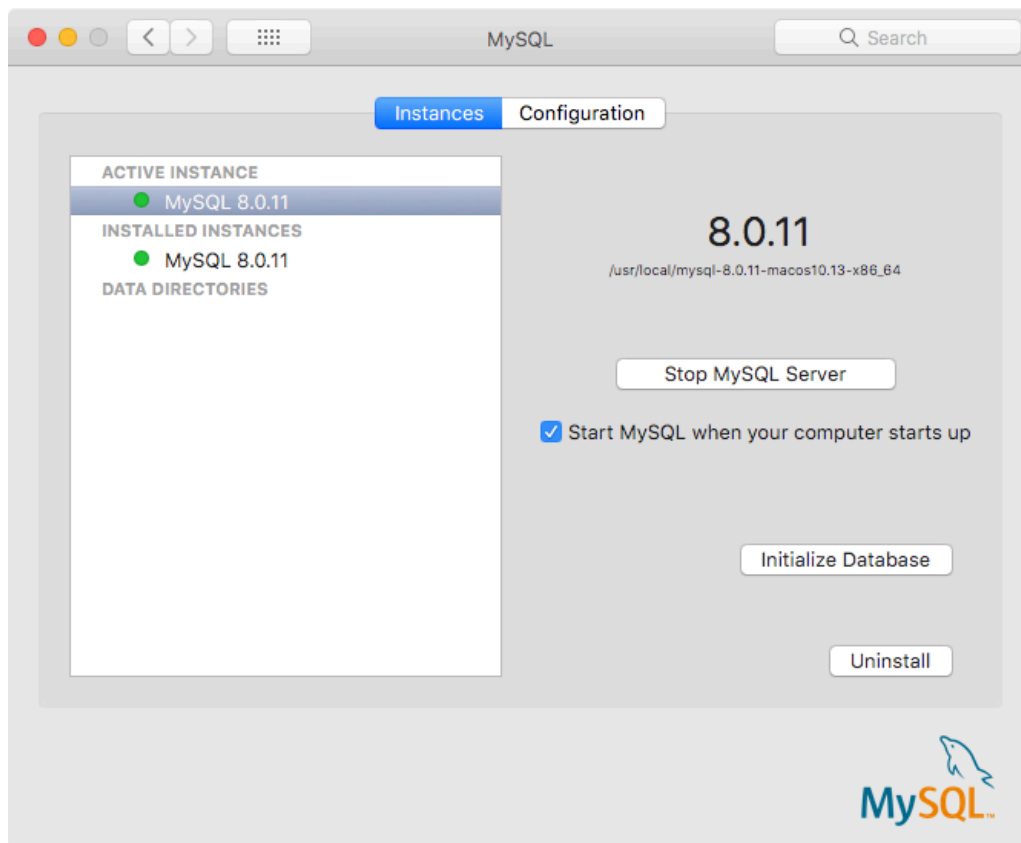 MySQL
Search
Instances
Configuration
ACTIVE INSTANCE
MySQL 8.0.11
INSTALLED INSTANCES
MySQL 8.0.11
DATA DIRECTORIES
8.0.11
/usr/local/mysql-8.0.11-macos10.13-x86_64
Stop MySQL Server
Start MySQL when your computer starts up
Initialize Database
Uninstall
MySQL™